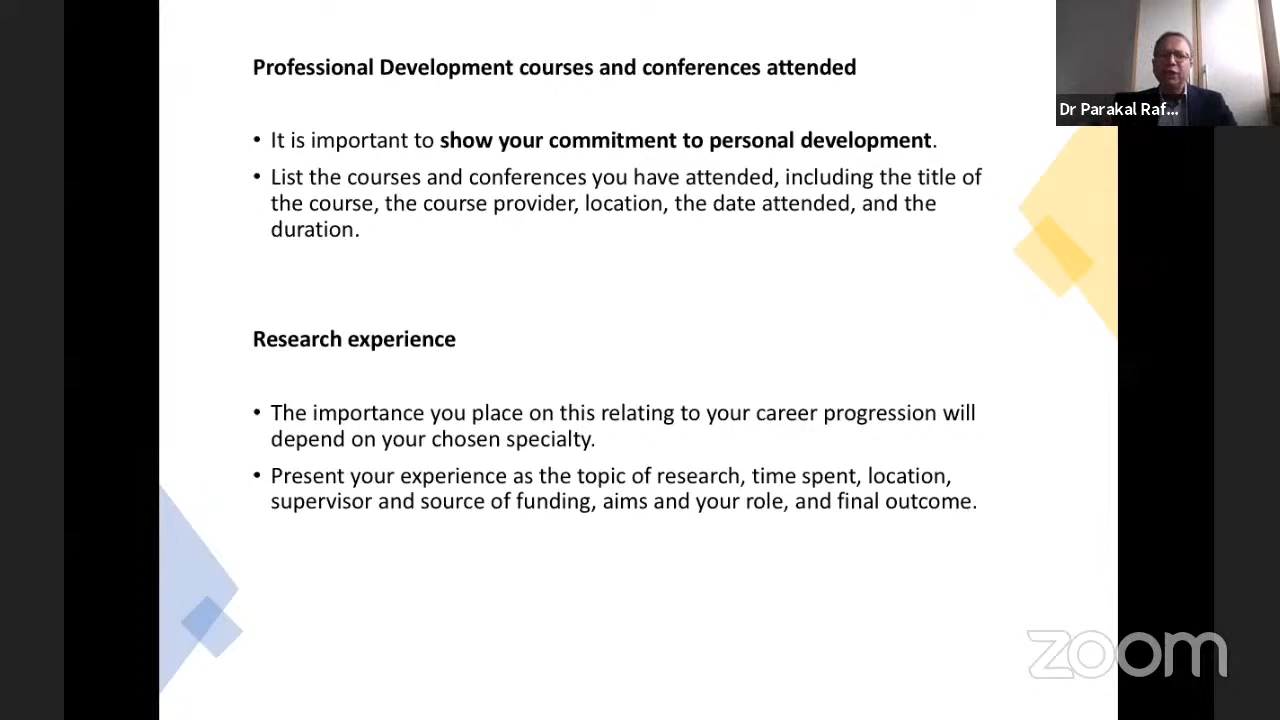 Professional Development courses and conferences attended
Dr Parakal Raf...
• It is important to show your commitment to personal development.
• List the courses and conferences you have attended, including the title of
the course, the course provider, location, the date attended, and the
duration.
Research experience
• The importance you place on this relating to your career progression will
depend on your chosen specialty.
• Present your experience as the topic of research, time spent, location,
supervisor and source of funding, aims and your role, and final outcome.
zoom